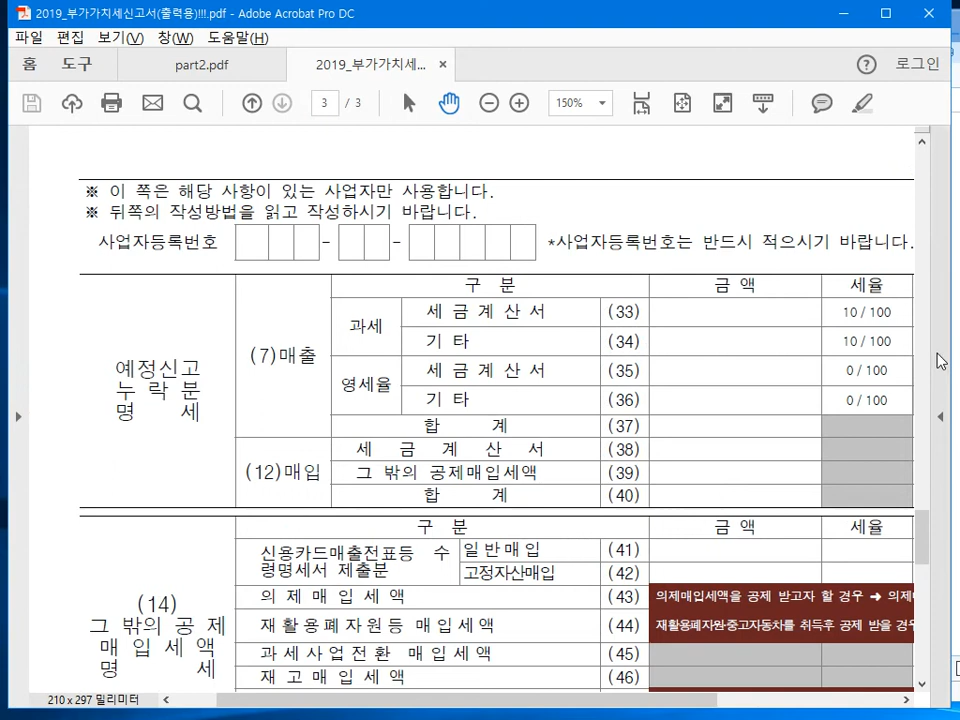 2019_부가가치세신고서(출력용)!!!.pdf - Adobe Acrobat Pro DC
파일 편집 보기(V) 창(W) 도움말(H)
홈 도구 part2.pdf 2019_부가가치세... × 로그인
3 / 3 150%
※ 이 쪽은 해당 사항이 있는 사업자만 사용합니다.
※ 뒤쪽의 작성방법을 읽고 작성하시기 바랍니다.
사업자등록번호 - - *사업자등록번호는 반드시 적으시기 바랍니다.
구 분 금 액 세율
예정신고 누 락 분 명 세
(7)매출
과세
세 금 계 산 서 (33) 10 / 100
기 타 (34) 10 / 100
영세율
세 금 계 산 서 (35) 0 / 100
기 타 (36) 0 / 100
합 계 (37)
(12)매입
세 금 계 산 서 (38)
그 밖의 공제매입세액 (39)
합 계 (40)
구 분 금 액 세율
(14)
그 밖의 공 제
매 입 세 액
명 세
신용카드매출전표등 수
령명세서 제출분
일 반 매 입 (41)
고정자산매입 (42)
의 제 매 입 세 액 (43) 의제매입세액을 공제 받고자 할 경우 ➜ 의제
재 활 용 폐 자 원 등 매 입 세 액 (44) 재활용폐자원·중고자동차를 취득후 공제 받을 경우
과 세 사 업 전 환 매 입 세 액 (45)
재 고 매 입 세 액 (46)
210 x 297 밀리미터